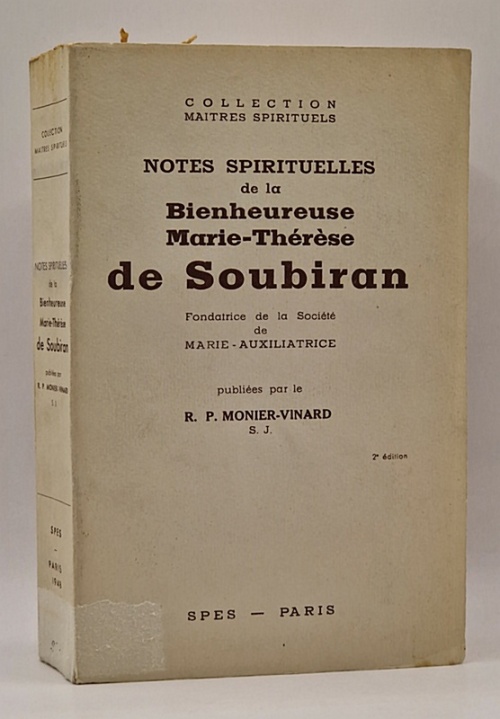 COLLECTION
MAITRES SPIRITUELS
NOTES SPIRITUELLES
de la
Bienheureuse
Marie-Thérèse
de Soubiran
Fondatrice de la Société
de
MARIE-AUXILIATRICE
publiées par le
R. P. MONIER-VINARD
S. J.
2e édition
SPES — PARIS
COLLECTION
MAITRES SPIRITUELS
NOTES SPIRITUELLES
de la
Bienheureuse
Marie-Thérèse
de Soubiran
publiées par
R. P. MONIER-VINARD
S. J.
SPES
–
PARIS